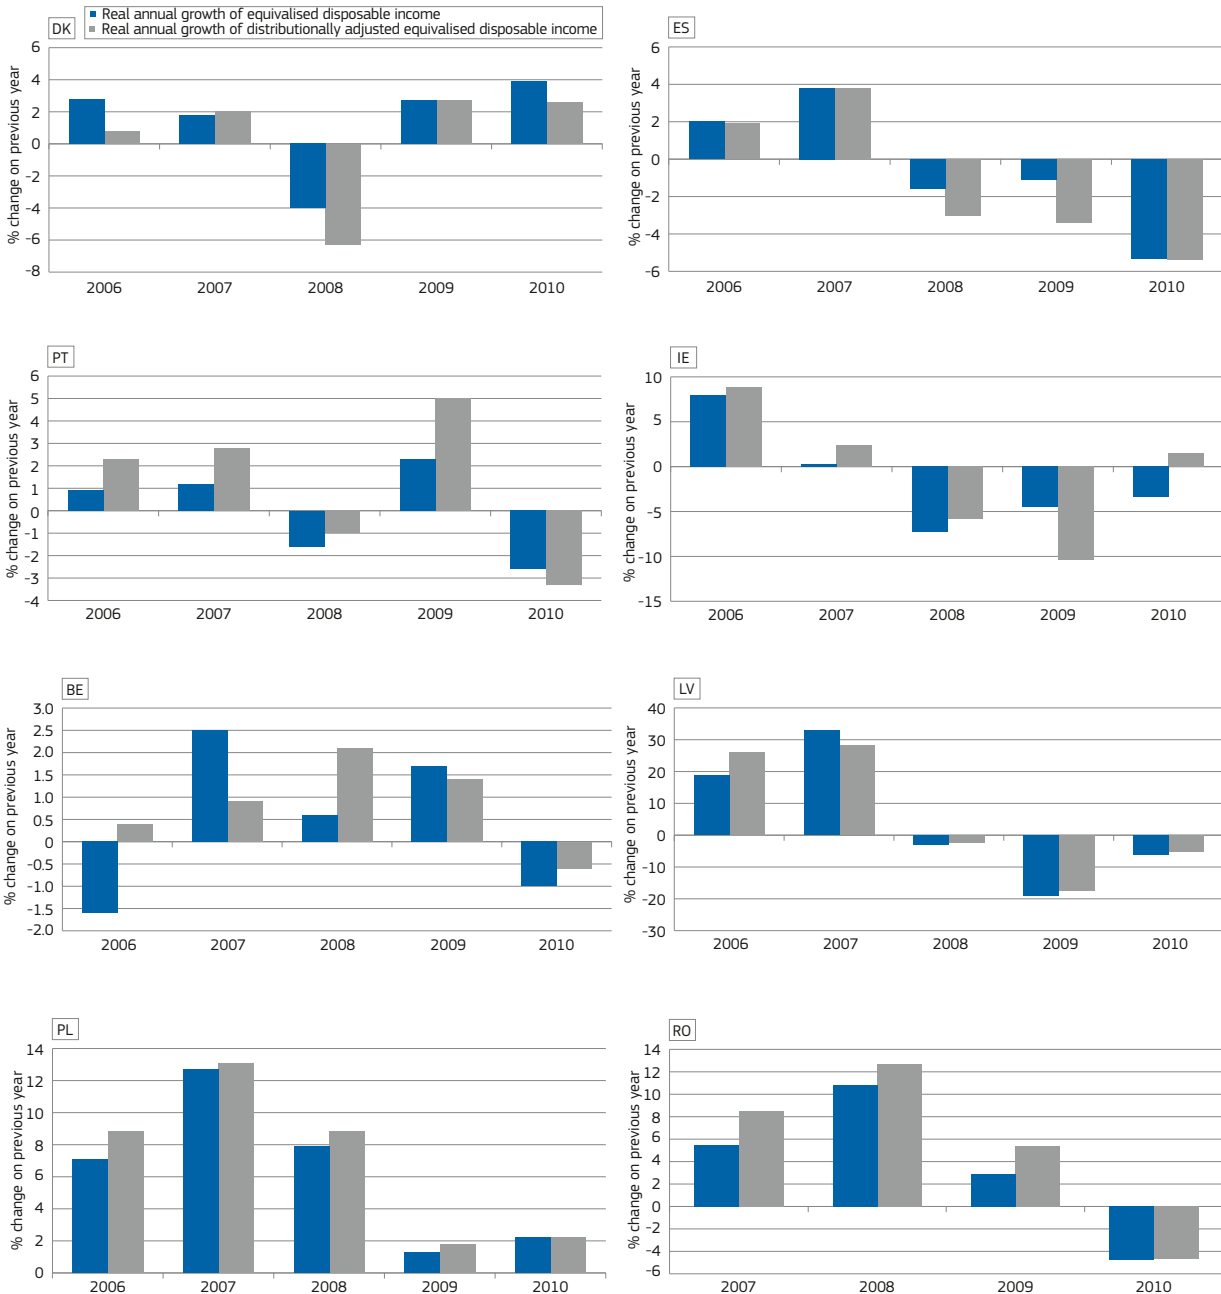 DK
Real annual growth of equivalised disposable income
Real annual growth of distributionally adjusted equivalised disposable income
% change on previous year
6
4
2
0
-2
-4
-6
-8
2006 2007 2008 2009 2010
ES
% change on previous year
6
4
2
0
-2
-4
-6
2006 2007 2008 2009 2010
PT
% change on previous year
6
5
4
3
2
1
0
-1
-2
-3
-4
2006 2007 2008 2009 2010
IE
% change on previous year
10
5
0
-5
-10
-15
2006 2007 2008 2009 2010
BE
% change on previous year
3.0
2.5
2.0
1.5
1.0
0.5
0
-0.5
-1.0
-1.5
-2.0
2006 2007 2008 2009 2010
LV
% change on previous year
40
30
20
10
0
-10
-20
-30
2006 2007 2008 2009 2010
PL
% change on previous year
14
12
10
8
6
4
2
0
2006 2007 2008 2009 2010
RO
% change on previous year
14
12
10
8
6
4
2
0
-2
-4
-6
2007 2008 2009 2010